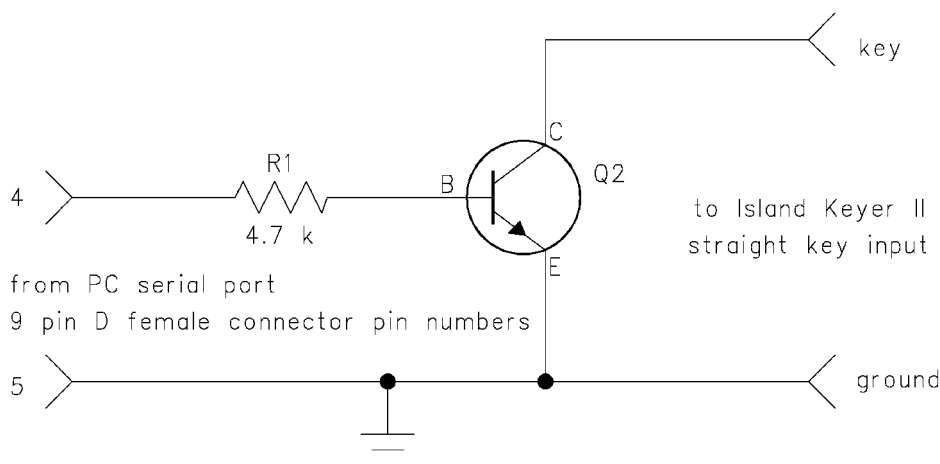 key
C
R1
Q2
B
4
4.7 k
to Island Keyer II
straight key input
E
from PC serial port
9 pin D female connector pin numbers
5
ground